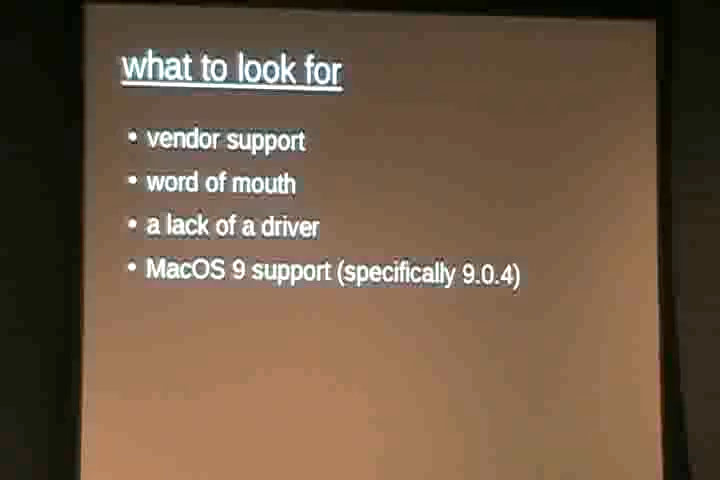 what to look for
• vendor support
• word of mouth
• a lack of a driver
• MacOS 9 support (specifically 9.0.4)